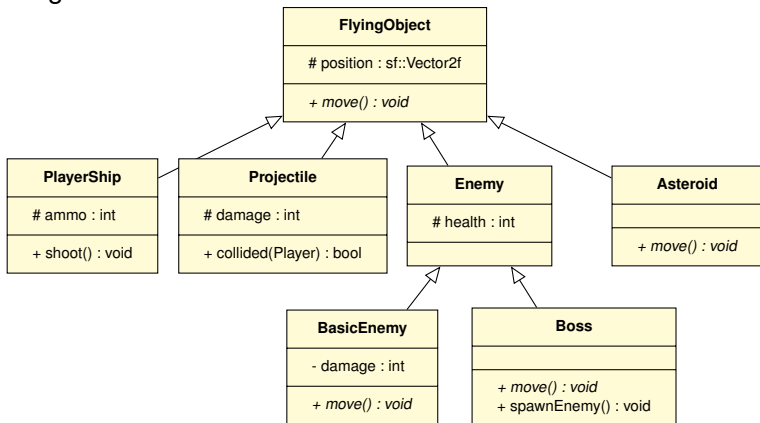 FlyingObject
# position : sf::Vector2f
+ move() : void
PlayerShip
# ammo : int
+ shoot() : void
Projectile
# damage : int
+ collided(Player) : bool
Enemy
# health : int
Asteroid
+ move() : void
BasicEnemy
- damage : int
+ move() : void
Boss
+ move() : void
+ spawnEnemy() : void